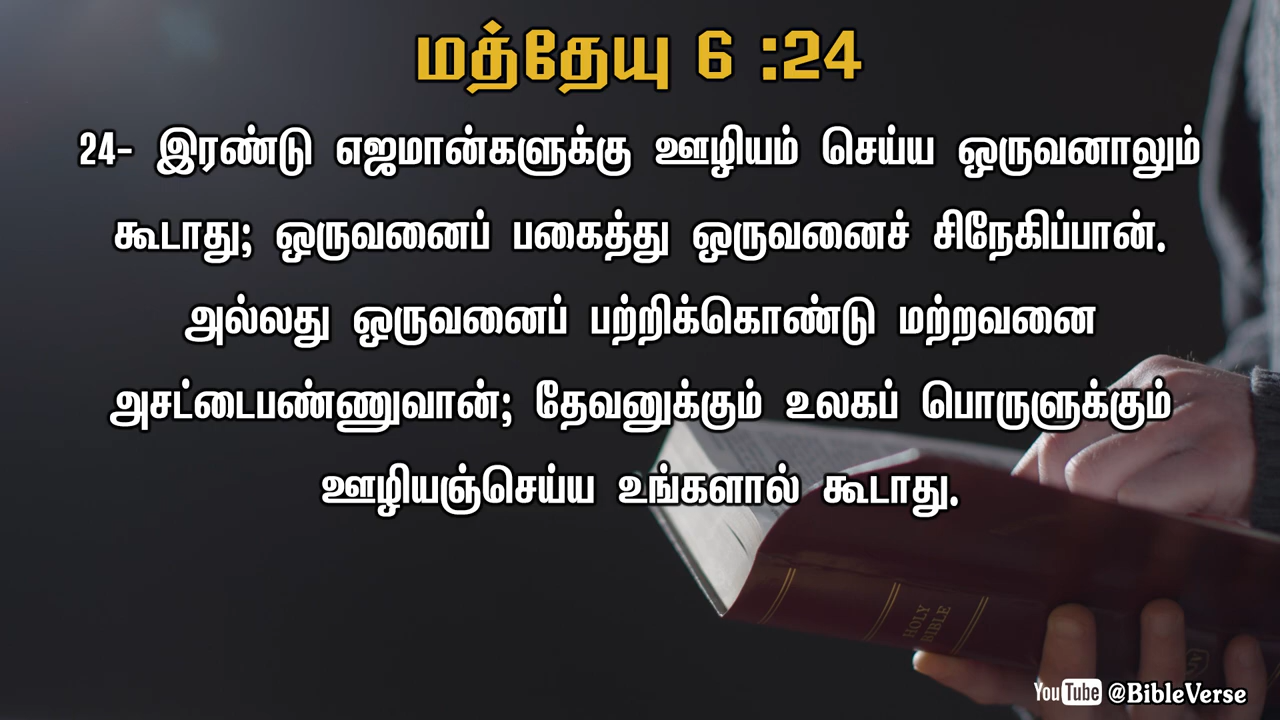 மத்தேயு 6 :24
24- இரண்டு எஜமான்களுக்கு ஊழியம் செய்ய ஒருவனாலும்
கூடாது; ஒருவனைப் பகைத்து ஒருவனைச் சிநேகிப்பான்.
அல்லது ஒருவனைப் பற்றிக்கொண்டு மற்றவனை
அசட்டைபண்ணுவான்; தேவனுக்கும் உலகப் பொருளுக்கும்
ஊழியஞ்செய்ய உங்களால் கூடாது.
HOLY
BIBLE
YouTube @BibleVerse